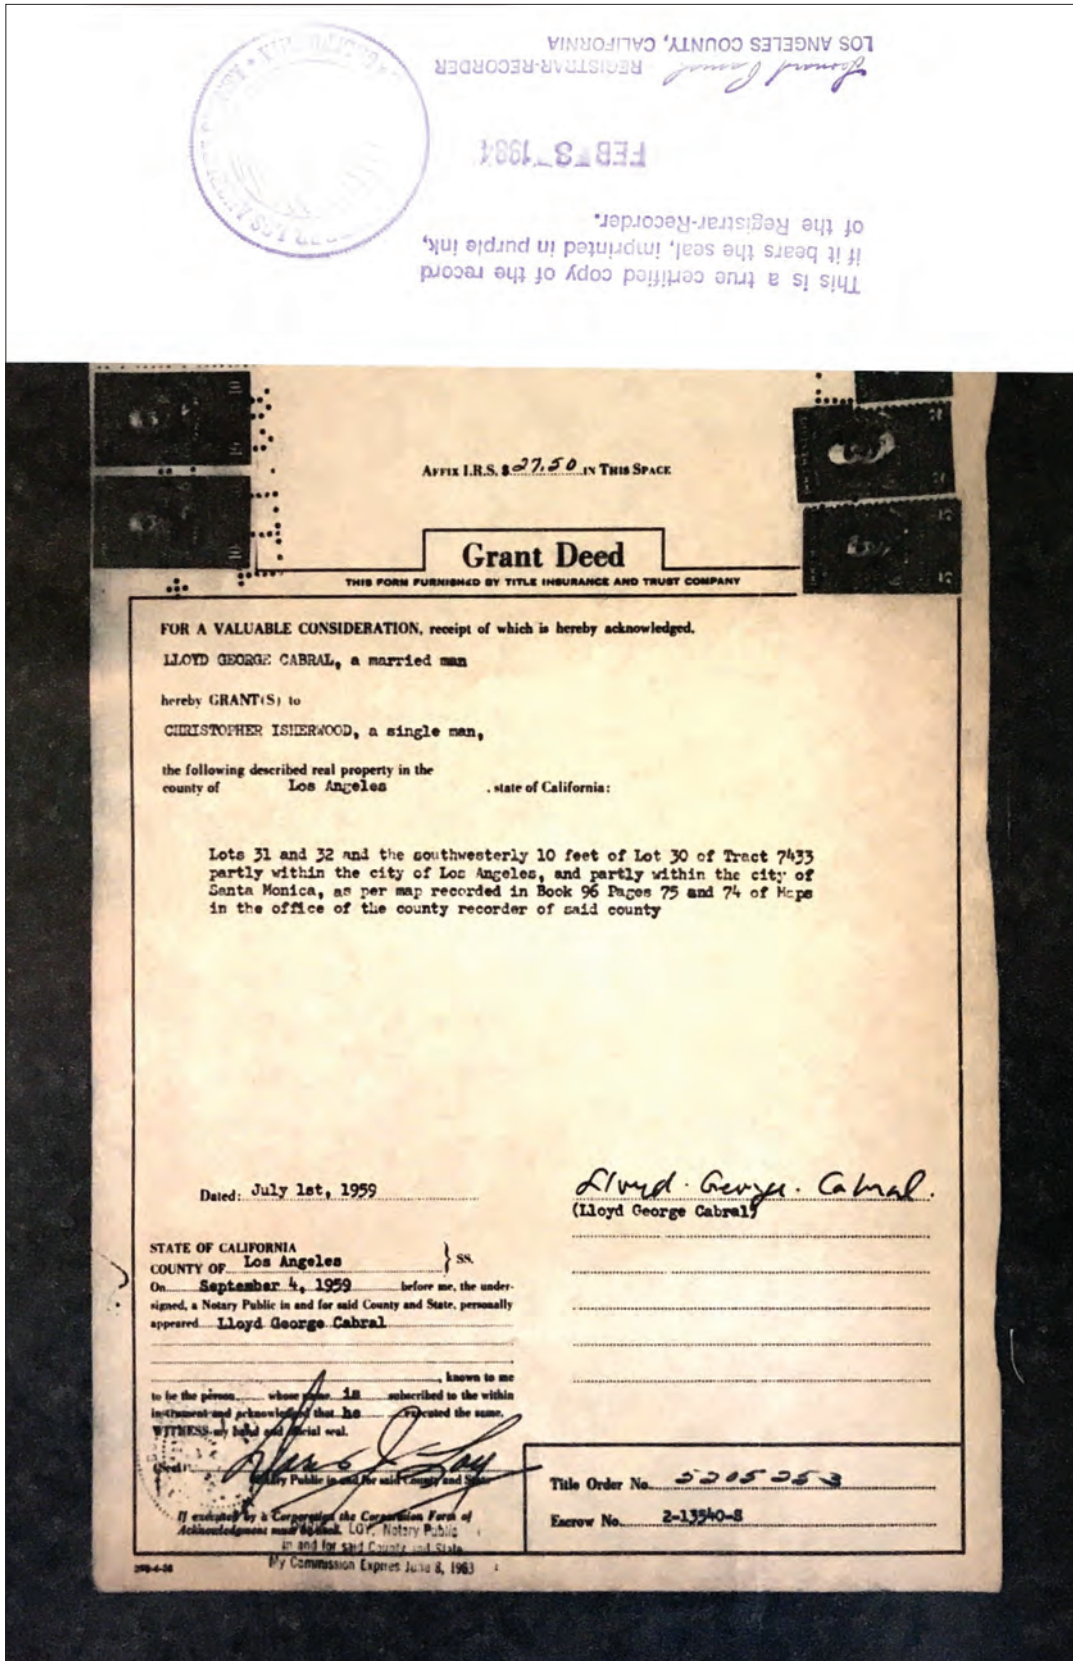 This is a true certified copy of the record
if it bears the seal, imprinted in purple ink,
of the Registrar-Recorder.
FEB 3 1984
REGISTRAR-RECORDER
LOS ANGELES COUNTY, CALIFORNIA
AFFIX I.R.S. $ 27.50 IN THIS SPACE
Grant Deed
THIS FORM FURNISHED BY TITLE INSURANCE AND TRUST COMPANY
FOR A VALUABLE CONSIDERATION, receipt of which is hereby acknowledged,
LLOYD GEORGE CABRAL, a married man
hereby GRANT(S) to
CHRISTOPHER ISHERWOOD, a single man,
the following described real property in the
county of Los Angeles , state of California:
Lots 31 and 32 and the southwesterly 10 feet of Lot 30 of Tract 7433
partly within the city of Los Angeles, and partly within the city of
Santa Monica, as per map recorded in Book 96 Pages 75 and 74 of Maps
in the office of the county recorder of said county
Dated: July 1st, 1959
Lloyd George Cabral.
(Lloyd George Cabral)
STATE OF CALIFORNIA
COUNTY OF Los Angeles } SS.
On September 4, 1959 before me, the under-
signed, a Notary Public in and for said County and State, personally
appeared Lloyd George Cabral
, known to me
to be the person whose name is subscribed to the within
instrument and acknowledged that he executed the same.
WITNESS my hand and official seal.
(Seal)
Notary Public in and for said County and State
If executed by a Corporation the Corporation Form of
Acknowledgment must be used.
LOY, Notary Public
in and for said County and State
My Commission Expires June 8, 1963
Title Order No. 5205253
Escrow No. 2-13540-S